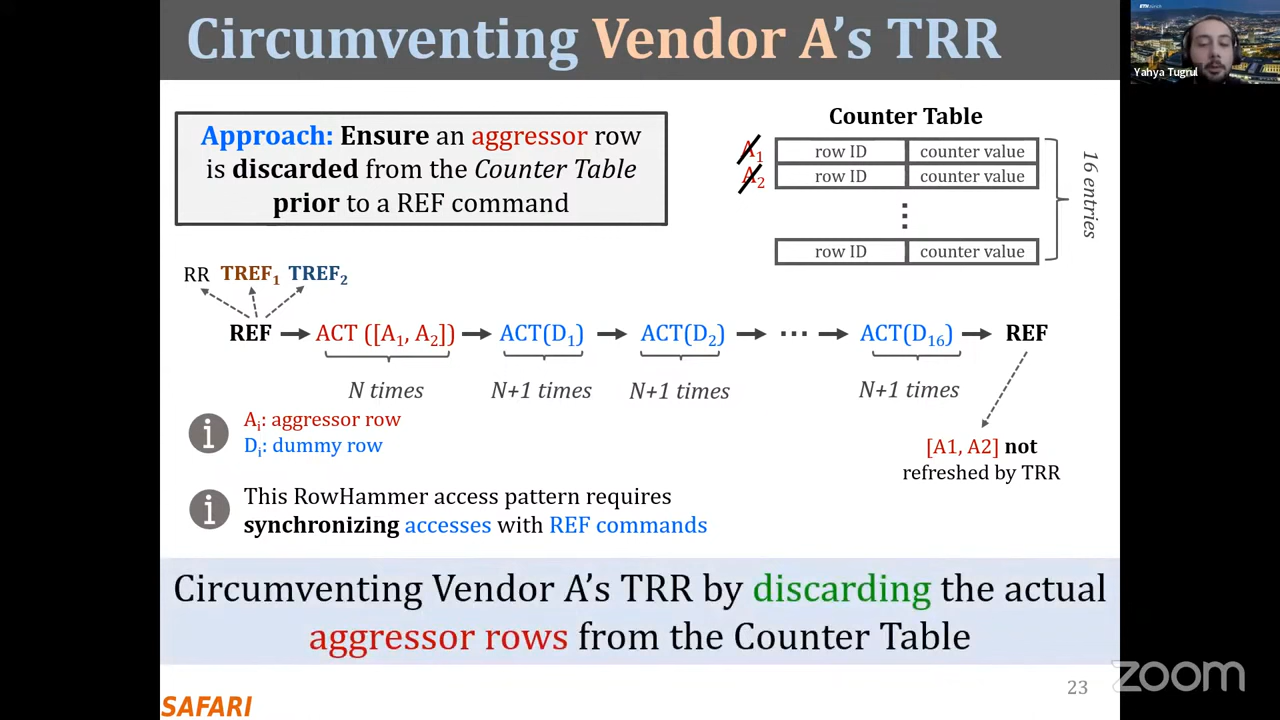 Circumventing Vendor A's TRR
ETH zürich
Yahya Tugrul
Approach: Ensure an aggressor row
is discarded from the Counter Table
prior to a REF command
Counter Table
A1 row ID counter value
A2 row ID counter value
⋮
row ID counter value
16 entries
RR TREF1 TREF2
REF ACT ([A1, A2]) ACT(D1) ACT(D2) ⋯ ACT(D16) REF
N times N+1 times N+1 times N+1 times
Ai: aggressor row
Di: dummy row
[A1, A2] not
refreshed by TRR
This RowHammer access pattern requires
synchronizing accesses with REF commands
Circumventing Vendor A's TRR by discarding the actual
aggressor rows from the Counter Table
SAFARI
23
zoom